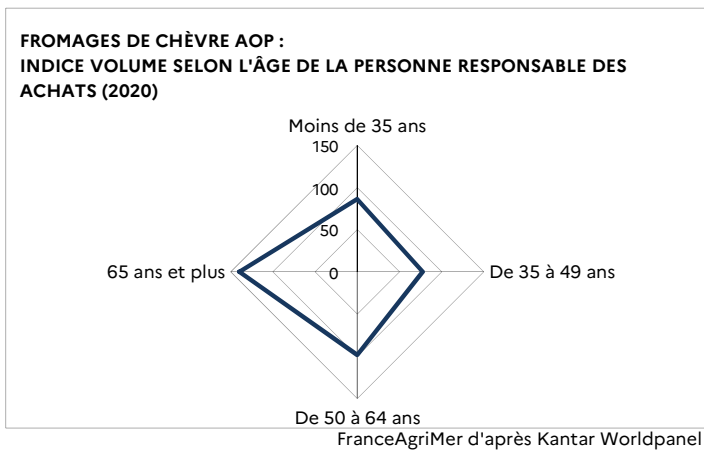 FROMAGES DE CHÈVRE AOP :
INDICE VOLUME SELON L'ÂGE DE LA PERSONNE RESPONSABLE DES
ACHATS (2020)
Moins de 35 ans
150
100
50
0
65 ans et plus
De 35 à 49 ans
De 50 à 64 ans
FranceAgriMer d'après Kantar Worldpanel